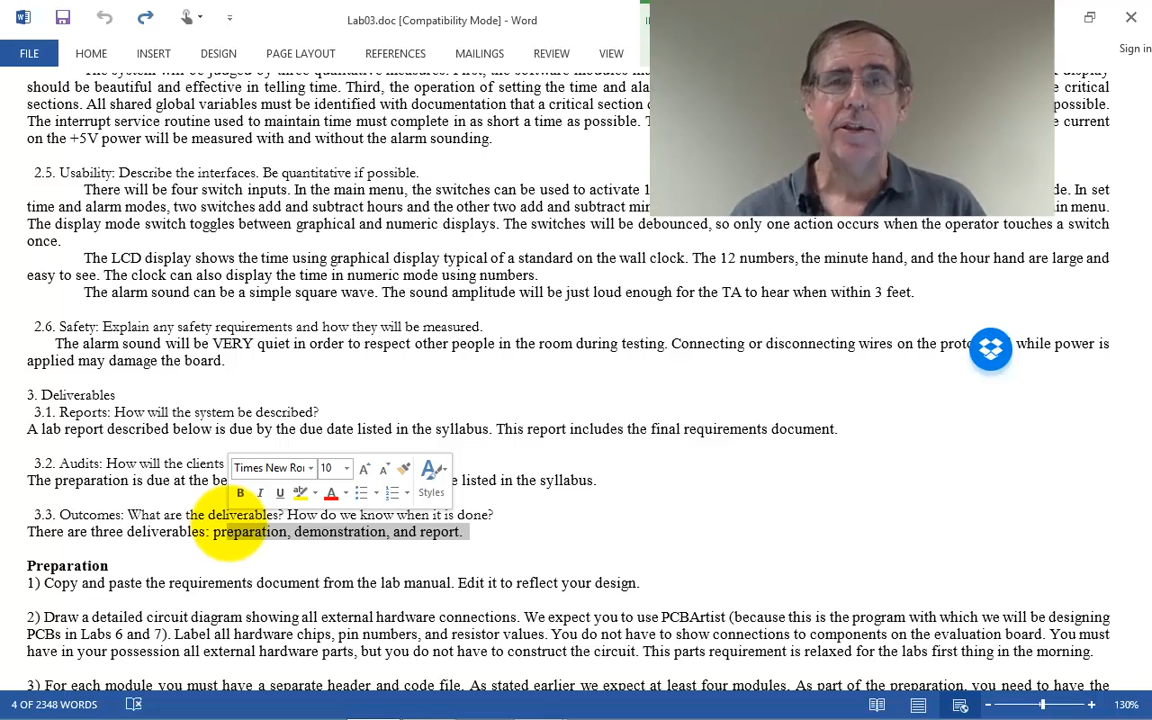 Lab03.doc [Compatibility Mode] - Word
FILE HOME INSERT DESIGN PAGE LAYOUT REFERENCES MAILINGS REVIEW VIEW Sign in
should be beautiful and effective in telling time. Third, the operation of setting the time and critical
sections. All shared global variables must be identified with documentation that a critical section possible.
The interrupt service routine used to maintain time must complete in as short a time as possible. current
on the +5V power will be measured with and without the alarm sounding.
2.5. Usability: Describe the interfaces. Be quantitative if possible.
There will be four switch inputs. In the main menu, the switches can be used to activate In set
time and alarm modes, two switches add and subtract hours and the other two add and subtract menu.
The display mode switch toggles between graphical and numeric displays. The switches will be debounced, so only one action occurs when the operator touches a switch
once.
The LCD display shows the time using graphical display typical of a standard on the wall clock. The 12 numbers, the minute hand, and the hour hand are large and
easy to see. The clock can also display the time in numeric mode using numbers.
The alarm sound can be a simple square wave. The sound amplitude will be just loud enough for the TA to hear when within 3 feet.
2.6. Safety: Explain any safety requirements and how they will be measured.
The alarm sound will be VERY quiet in order to respect other people in the room during testing. Connecting or disconnecting wires on the while power is
applied may damage the board.
3. Deliverables
3.1. Reports: How will the system be described?
A lab report described below is due by the due date listed in the syllabus. This report includes the final requirements document.
3.2. Audits: How will the clients
Times New Ro 10
The preparation is due at the listed in the syllabus.
Styles
3.3. Outcomes: What are the deliverables? How do we know when it is done?
There are three deliverables: preparation, demonstration, and report.
Preparation
1) Copy and paste the requirements document from the lab manual. Edit it to reflect your design.
2) Draw a detailed circuit diagram showing all external hardware connections. We expect you to use PCBArtist (because this is the program with which we will be designing
PCBs in Labs 6 and 7). Label all hardware chips, pin numbers, and resistor values. You do not have to show connections to components on the evaluation board. You must
have in your possession all external hardware parts, but you do not have to construct the circuit. This parts requirement is relaxed for the labs first thing in the morning.
3) For each module you must have a separate header and code file. As stated earlier we expect at least four modules. As part of the preparation, you need to have the
4 OF 2348 WORDS 130%